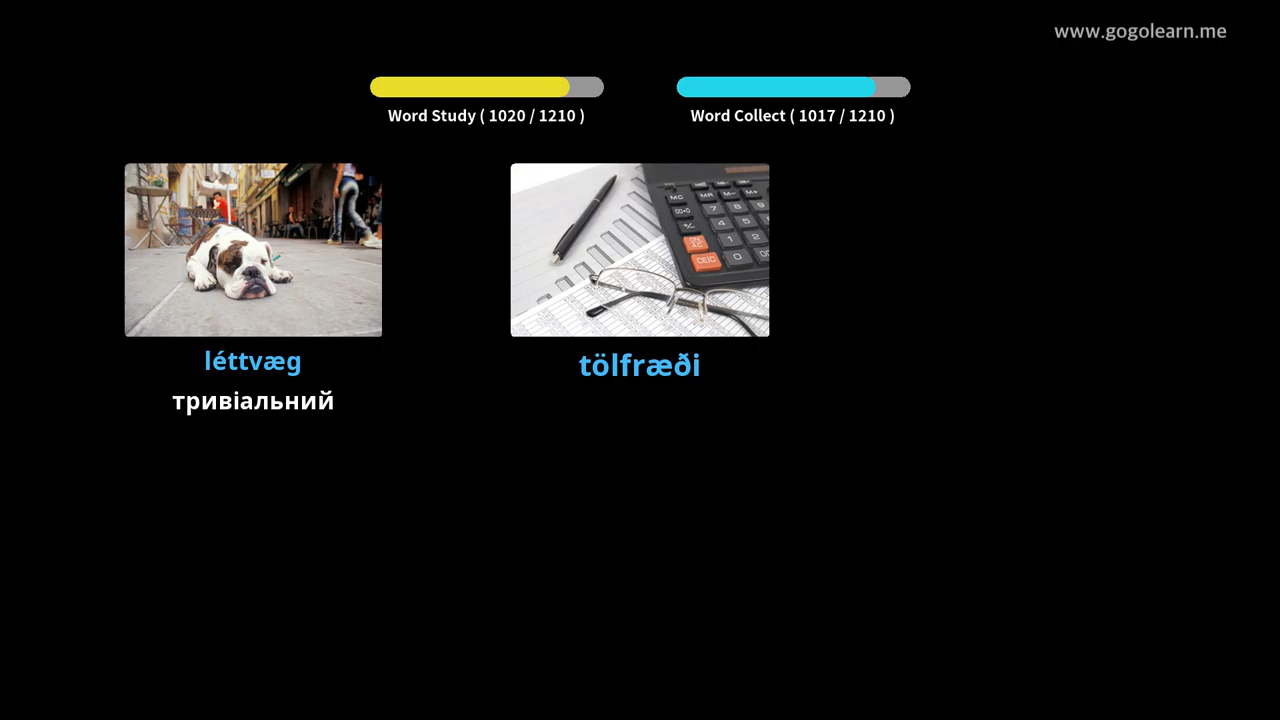 www.gogolearn.me
Word Study ( 1020 / 1210 )
Word Collect ( 1017 / 1210 )
léttvæg
тривіальний
tölfræði